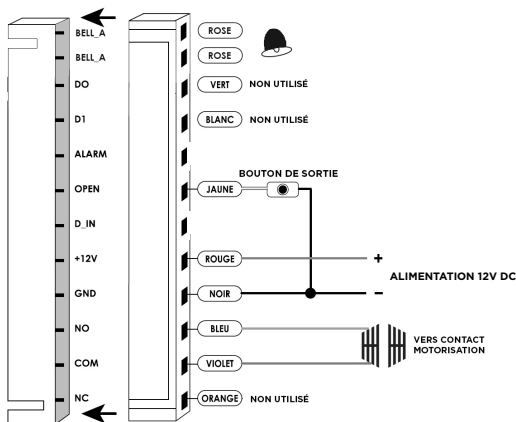 BELL_A ROSE
BELL_A ROSE
DO VERT NON UTILISÉ
D1 BLANC NON UTILISÉ
ALARM
BOUTON DE SORTIE
OPEN JAUNE
D_IN
+12V ROUGE +
ALIMENTATION 12V DC
GND NOIR –
NO BLEU
VERS CONTACT
MOTORISATION
COM VIOLET
NC ORANGE NON UTILISÉ